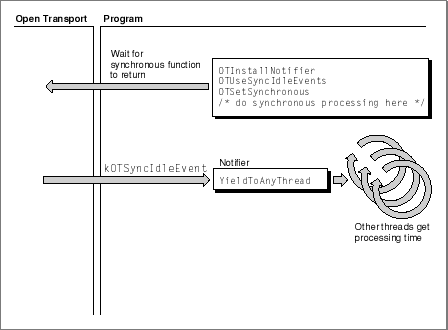 Open Transport
Program
Wait for
synchronous function
to return
OTInstallNotifier
OTUseSyncIdleEvents
OTSetSynchronous
/* do synchronous processing here */
kOTSyncIdleEvent
Notifier
YieldToAnyThread
Other threads get
processing time